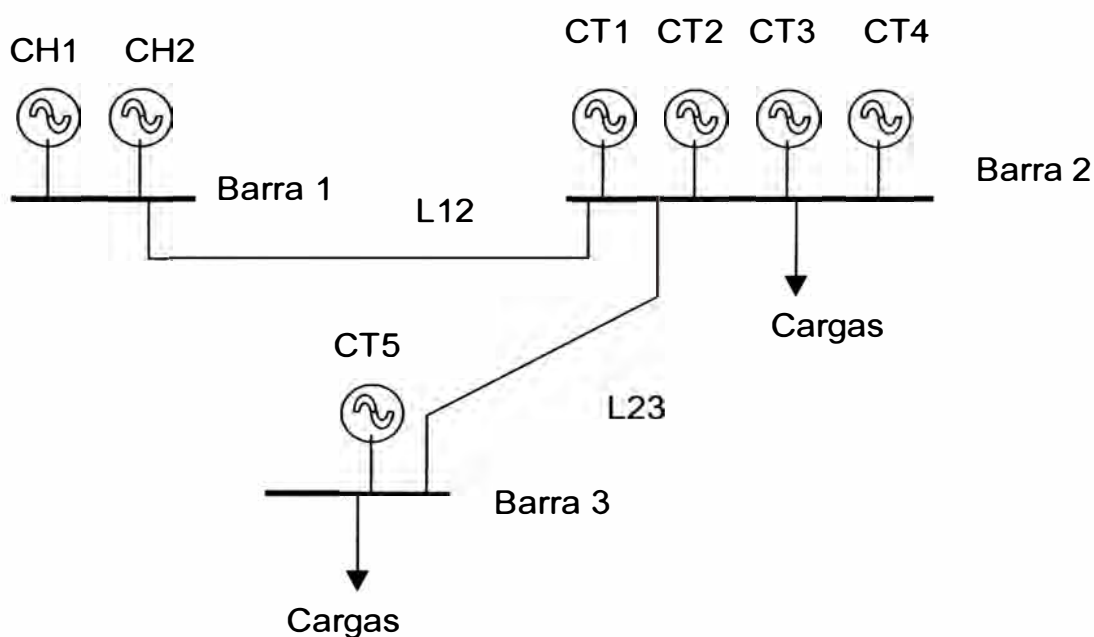 CH1 CH2 CT1 CT2 CT3 CT4
Barra 1
Barra 2
L12
Cargas
CT5
L23
Barra 3
Cargas